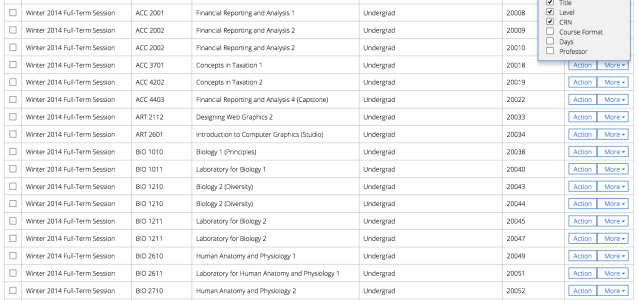 Title
Winter 2014 Full-Term Session ACC 2001 Financial Reporting and Analysis 1 Undergrad 20008 Level
CRN
Winter 2014 Full-Term Session ACC 2002 Financial Reporting and Analysis 2 Undergrad 20009 Course Format
Days
Winter 2014 Full-Term Session ACC 2002 Financial Reporting and Analysis 2 Undergrad 20010 Professor
Winter 2014 Full-Term Session ACC 3701 Concepts in Taxation 1 Undergrad 20018 Action More
Winter 2014 Full-Term Session ACC 4202 Concepts in Taxation 2 Undergrad 20019 Action More
Winter 2014 Full-Term Session ACC 4403 Financial Reporting and Analysis 4 (Capstone) Undergrad 20022 Action More
Winter 2014 Full-Term Session ART 2112 Designing Web Graphics 2 Undergrad 20033 Action More
Winter 2014 Full-Term Session ART 2601 Introduction to Computer Graphics (Studio) Undergrad 20034 Action More
Winter 2014 Full-Term Session BIO 1010 Biology 1 (Principles) Undergrad 20038 Action More
Winter 2014 Full-Term Session BIO 1011 Laboratory for Biology 1 Undergrad 20040 Action More
Winter 2014 Full-Term Session BIO 1210 Biology 2 (Diversity) Undergrad 20043 Action More
Winter 2014 Full-Term Session BIO 1210 Biology 2 (Diversity) Undergrad 20044 Action More
Winter 2014 Full-Term Session BIO 1211 Laboratory for Biology 2 Undergrad 20045 Action More
Winter 2014 Full-Term Session BIO 1211 Laboratory for Biology 2 Undergrad 20047 Action More
Winter 2014 Full-Term Session BIO 2610 Human Anatomy and Physiology 1 Undergrad 20049 Action More
Winter 2014 Full-Term Session BIO 2611 Laboratory for Human Anatomy and Physiology 1 Undergrad 20051 Action More
Winter 2014 Full-Term Session BIO 2710 Human Anatomy and Physiology 2 Undergrad 20052 Action More